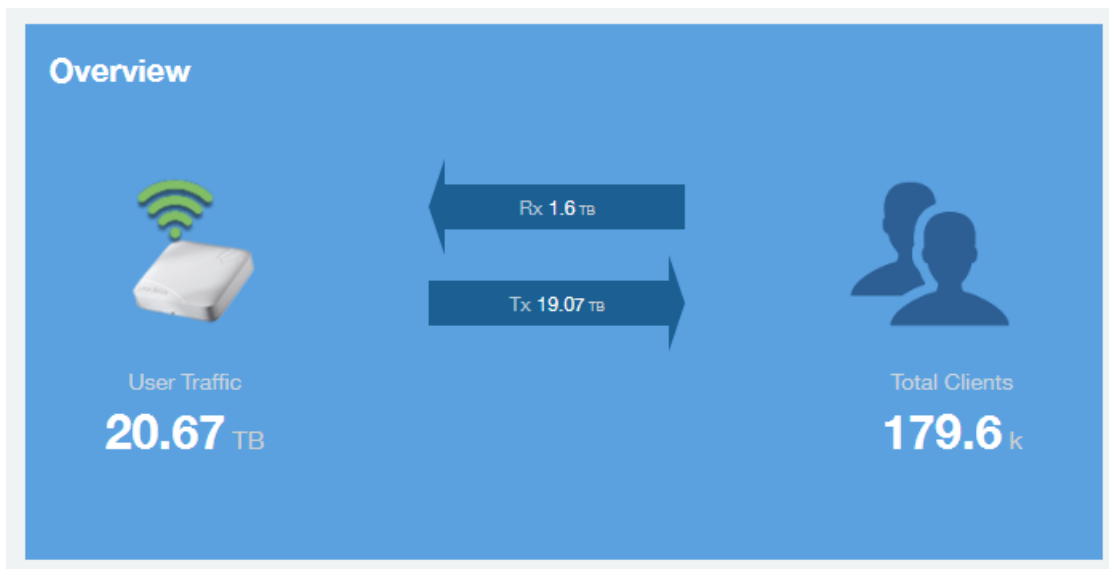 Overview
Rx 1.6 TB
Tx 19.07 TB
User Traffic
20.67 TB
Total Clients
179.6 k